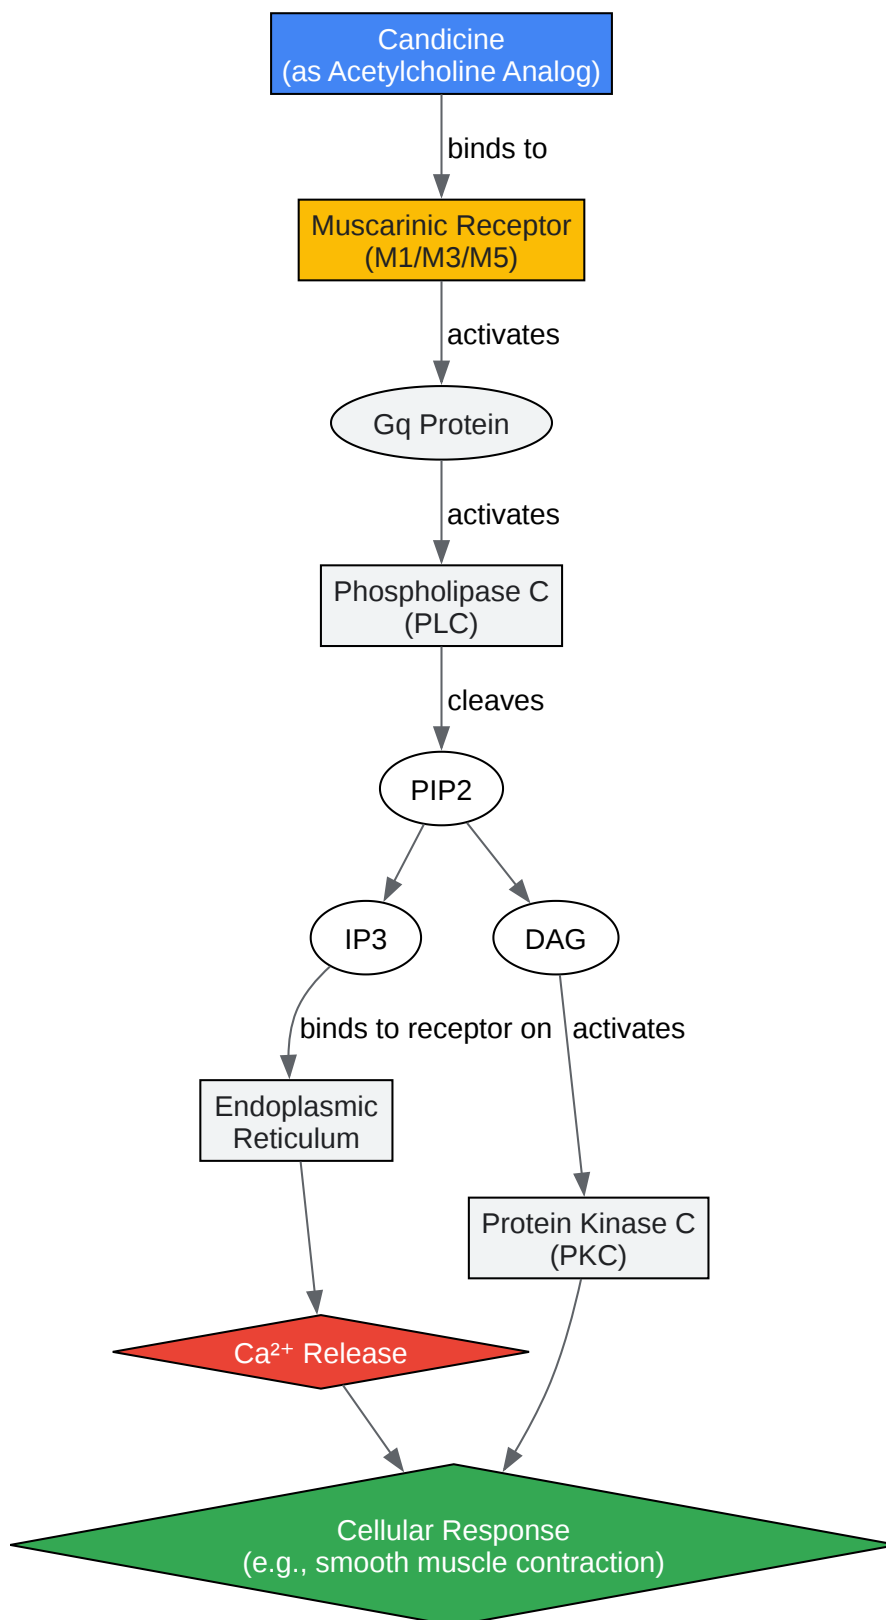 Candicine
(as Acetylcholine Analog)
binds to
Muscarinic Receptor
(M1/M3/M5)
activates
Gq Protein
activates
Phospholipase C
(PLC)
cleaves
PIP2
IP3
DAG
binds to receptor on
activates
Endoplasmic
Reticulum
Protein Kinase C
(PKC)
Ca²⁺ Release
Cellular Response
(e.g., smooth muscle contraction)